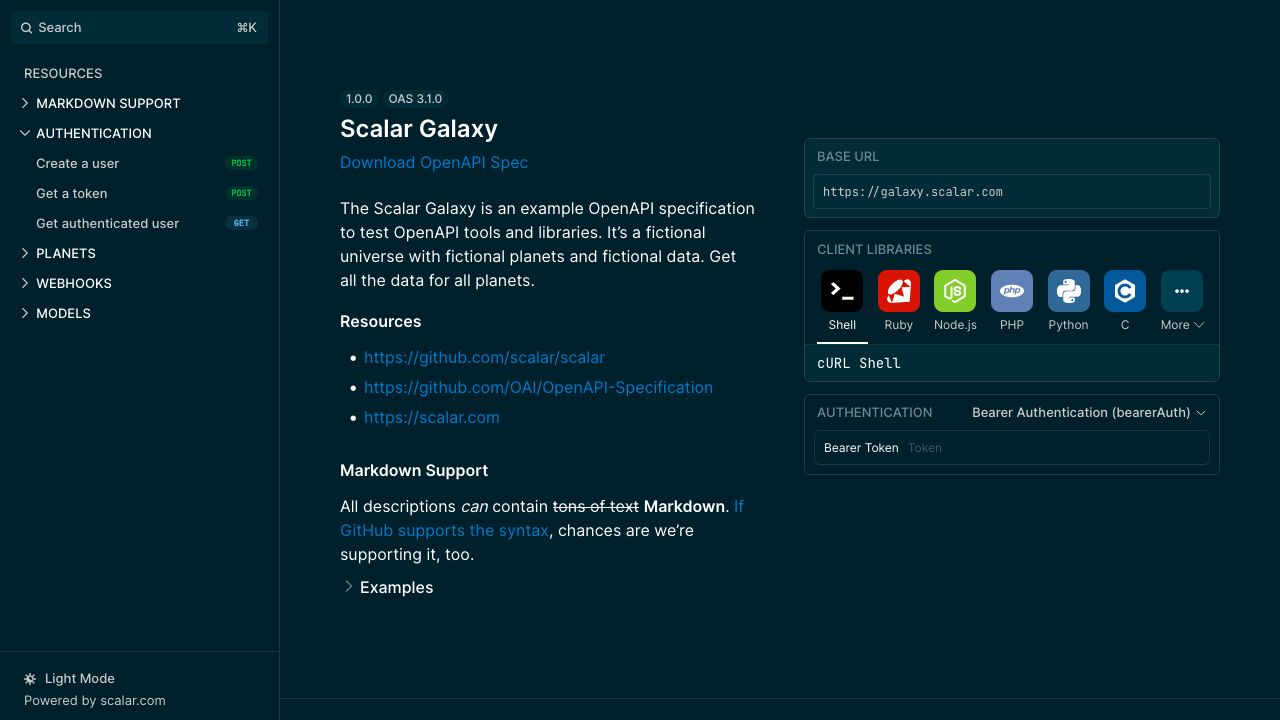 Search ⌘K
RESOURCES
MARKDOWN SUPPORT
AUTHENTICATION
Create a user POST
Get a token POST
Get authenticated user GET
PLANETS
WEBHOOKS
MODELS
Light Mode
Powered by scalar.com
1.0.0 OAS 3.1.0
Scalar Galaxy
Download OpenAPI Spec
The Scalar Galaxy is an example OpenAPI specification
to test OpenAPI tools and libraries. It’s a fictional
universe with fictional planets and fictional data. Get
all the data for all planets.
Resources
• https://github.com/scalar/scalar
• https://github.com/OAI/OpenAPI-Specification
• https://scalar.com
Markdown Support
All descriptions can contain tons of text Markdown. If
GitHub supports the syntax, chances are we’re
supporting it, too.
Examples
BASE URL
https://galaxy.scalar.com
CLIENT LIBRARIES
JS php
Shell Ruby Node.js PHP Python C More
cURL Shell
AUTHENTICATION Bearer Authentication (bearerAuth)
Bearer Token Token